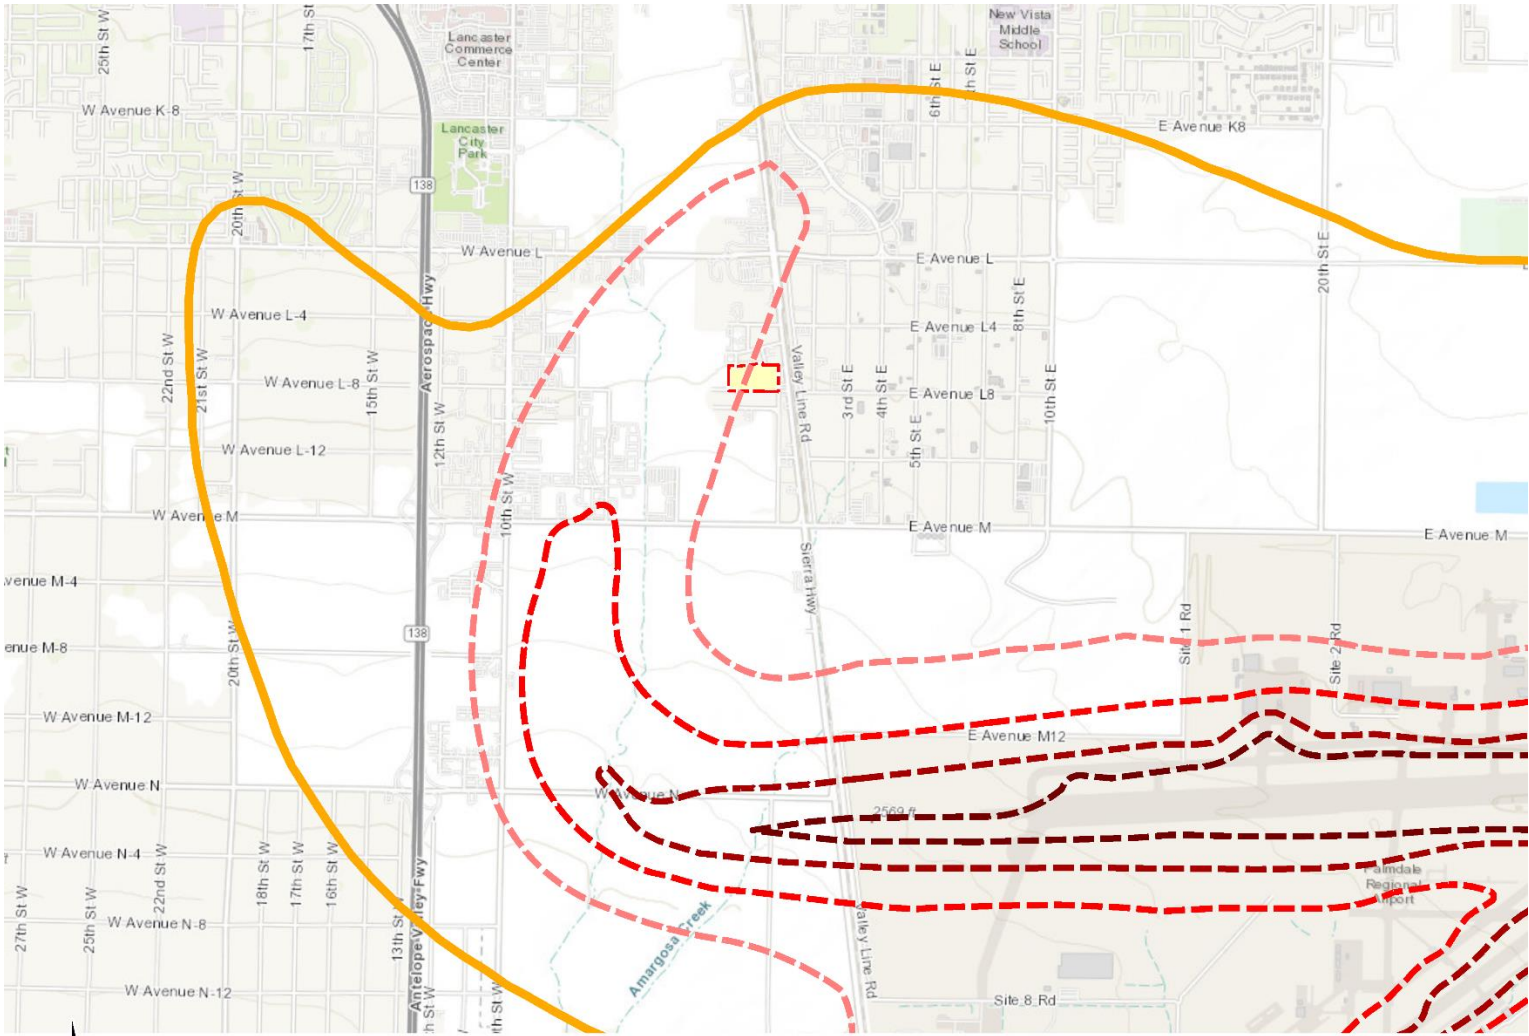 25th St W
17th St
Lancaster
Commerce
Center
New Vista
Middle
School
6th St E
W Avenue K-8
E Avenue K8
Lancaster
City
Park
138
20th St W
W Avenue L
E Avenue L
20th St E
Aerospace Hwy
8th St E
W Avenue L-4
E Avenue L4
22nd St W
21st St W
15th St W
W Avenue L-8
Valley Line Rd
3rd St E
4th St E
E Avenue L8
10th St E
12th St W
W Avenue L-12
5th St E
10th St W
W Avenue M
E Avenue M
E Avenue M
Sierra Hwy
venue M-4
Site 1 Rd
Site 2 Rd
138
enue M-8
20th St W
W Avenue M-12
E Avenue M12
W Avenue N
W Avenue N
2569 ft
W Avenue N-4
18th St W
17th St W
16th St W
22nd St W
Palmdale
Regional
Airport
27th St W
25th St W
W Avenue N-8
13th St W
Antelope Valley Fwy
Amargosa Creek
Valley Line Rd
W Avenue N-12
th St W
th St W
Site 8 Rd